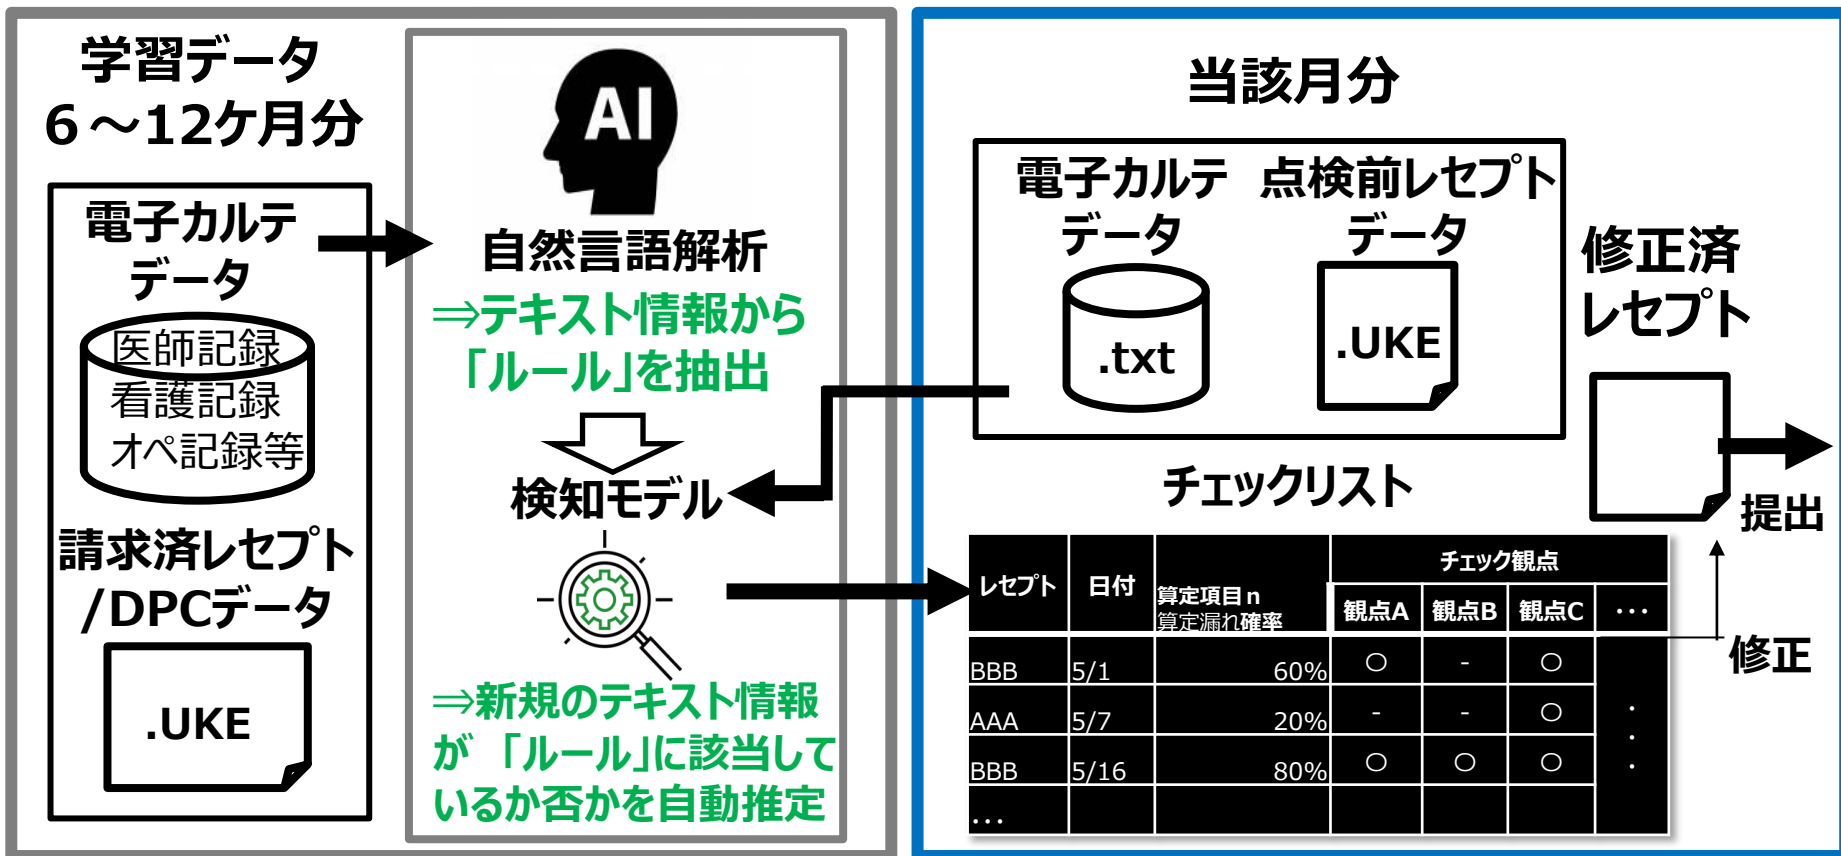 学習データ
6～12ケ月分
電子カルテ
データ
医師記録
看護記録
オペ記録等
請求済レセプト
/DPCデータ
.UKE
AI
自然言語解析
⇒テキスト情報から
「ルール」を抽出
検知モデル
⇒新規のテキスト情報
が「ルール」に該当して
いるか否かを自動推定
当該月分
電子カルテ
データ
.txt
点検前レセプト
データ
.UKE
修正済
レセプト
提出
修正
チェックリスト
レセプト 日付 算定項目n 算定漏れ確率 チェック観点
観点A 観点B 観点C ･･･
BBB 5/1 60% ○ - ○
AAA 5/7 20% - - ○
BBB 5/16 80% ○ ○ ○
･･･